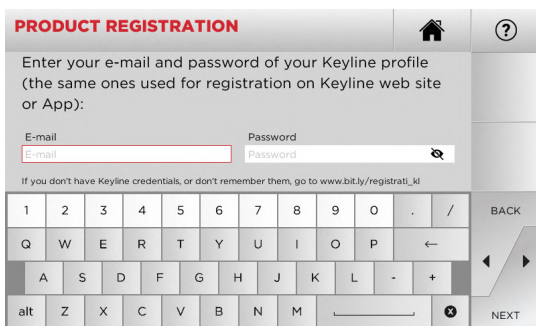 PRODUCT REGISTRATION
?
Enter your e-mail and password of your Keyline profile
(the same ones used for registration on Keyline web site
or App):
E-mail Password
E-mail Password
If you don't have Keyline credentials, or don't remember them, go to www.bit.ly/registrati_kl
1 2 3 4 5 6 7 8 9 0 . /
BACK
Q W E R T Y U I O P ←
A S D F G H J K L - +
alt Z X C V B N M
NEXT